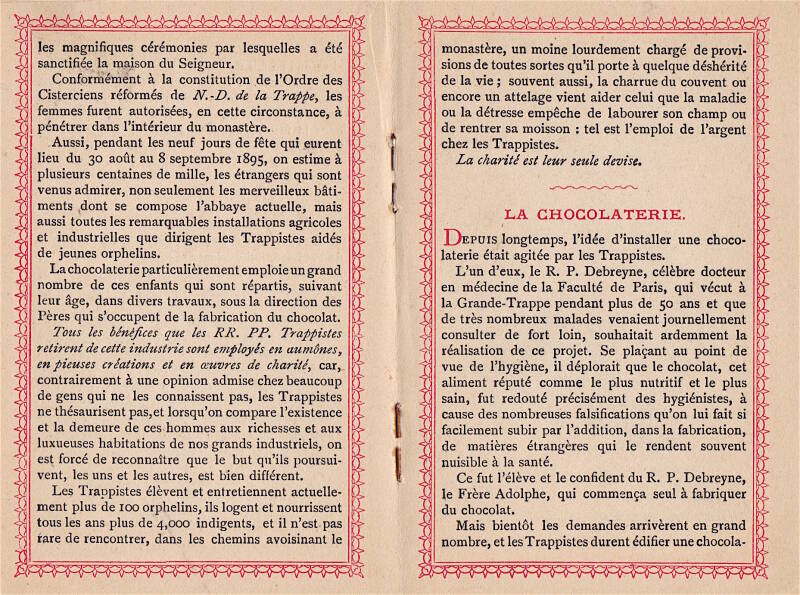 les magnifiques cérémonies par lesquelles a été
sanctifiée la maison du Seigneur.
Conformément à la constitution de l'Ordre des
Cisterciens réformés de N.-D. de la Trappe, les
femmes furent autorisées, en cette circonstance, à
pénétrer dans l'intérieur du monastère.
Aussi, pendant les neuf jours de fête qui eurent
lieu du 30 août au 8 septembre 1895, on estime à
plusieurs centaines de mille, les étrangers qui sont
venus admirer, non seulement les merveilleux bâti-
ments dont se compose l'abbaye actuelle, mais
aussi toutes les remarquables installations agricoles
et industrielles que dirigent les Trappistes aidés
de jeunes orphelins.
La chocolaterie particulièrement emploie un grand
nombre de ces enfants qui sont répartis, suivant
leur âge, dans divers travaux, sous la direction des
Pères qui s'occupent de la fabrication du chocolat.
Tous les bénéfices que les RR. PP. Trappistes
retirent de cette industrie sont employés en aumônes,
en pieuses créations et en œuvres de charité, car,
contrairement à une opinion admise chez beaucoup
de gens qui ne les connaissent pas, les Trappistes
ne thésaurisent pas, et lorsqu'on compare l'existence
et la demeure de ces hommes aux richesses et aux
luxueuses habitations de nos grands industriels, on
est forcé de reconnaître que le but qu'ils poursui-
vent, les uns et les autres, est bien différent.
Les Trappistes élèvent et entretiennent actuelle-
ment plus de 100 orphelins, ils logent et nourrissent
tous les ans plus de 4,000 indigents, et il n'est pas
rare de rencontrer, dans les chemins avoisinant le
monastère, un moine lourdement chargé de provi-
sions de toutes sortes qu'il porte à quelque déshérité
de la vie ; souvent aussi, la charrue du couvent ou
encore un attelage vient aider celui que la maladie
ou la détresse empêche de labourer son champ ou
de rentrer sa moisson : tel est l'emploi de l'argent
chez les Trappistes.
La charité est leur seule devise.
LA CHOCOLATERIE.
DEPUIS longtemps, l'idée d'installer une choco-
laterie était agitée par les Trappistes.
L'un d'eux, le R. P. Debreyne, célèbre docteur
en médecine de la Faculté de Paris, qui vécut à
la Grande-Trappe pendant plus de 50 ans et que
de très nombreux malades venaient journellement
consulter de fort loin, souhaitait ardemment la
réalisation de ce projet. Se plaçant au point de
vue de l'hygiène, il déplorait que le chocolat, cet
aliment réputé comme le plus nutritif et le plus
sain, fut redouté précisément des hygiénistes, à
cause des nombreuses falsifications qu'on lui fait si
facilement subir par l'addition, dans la fabrication,
de matières étrangères qui le rendent souvent
nuisible à la santé.
Ce fut l'élève et le confident du R. P. Debreyne,
le Frère Adolphe, qui commença seul à fabriquer
du chocolat.
Mais bientôt les demandes arrivèrent en grand
nombre, et les Trappistes durent édifier une chocola-